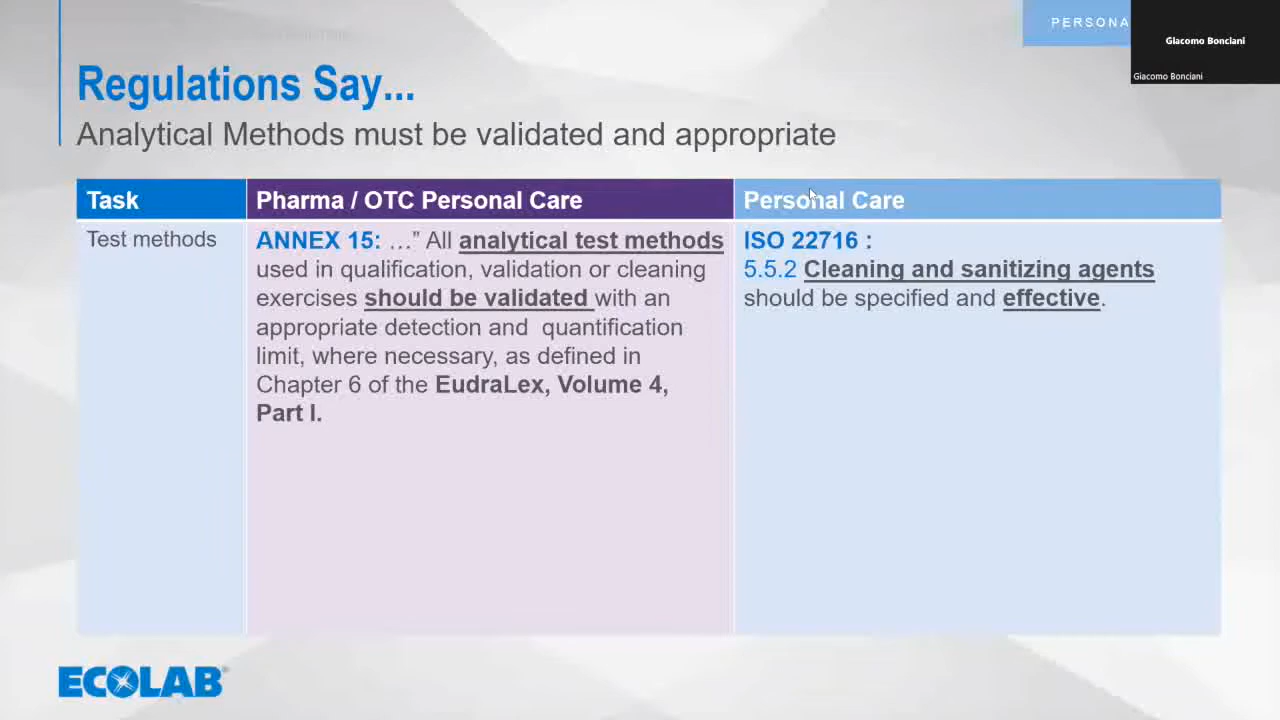 PERSONA
Giacomo Bonciani
Giacomo Bonciani
Regulations Say...
Analytical Methods must be validated and appropriate
Task
Pharma / OTC Personal Care
Personal Care
Test methods
ANNEX 15: …” All analytical test methods
used in qualification, validation or cleaning
exercises should be validated with an
appropriate detection and quantification
limit, where necessary, as defined in
Chapter 6 of the EudraLex, Volume 4,
Part I.
ISO 22716 :
5.5.2 Cleaning and sanitizing agents
should be specified and effective.
ECOLAB®